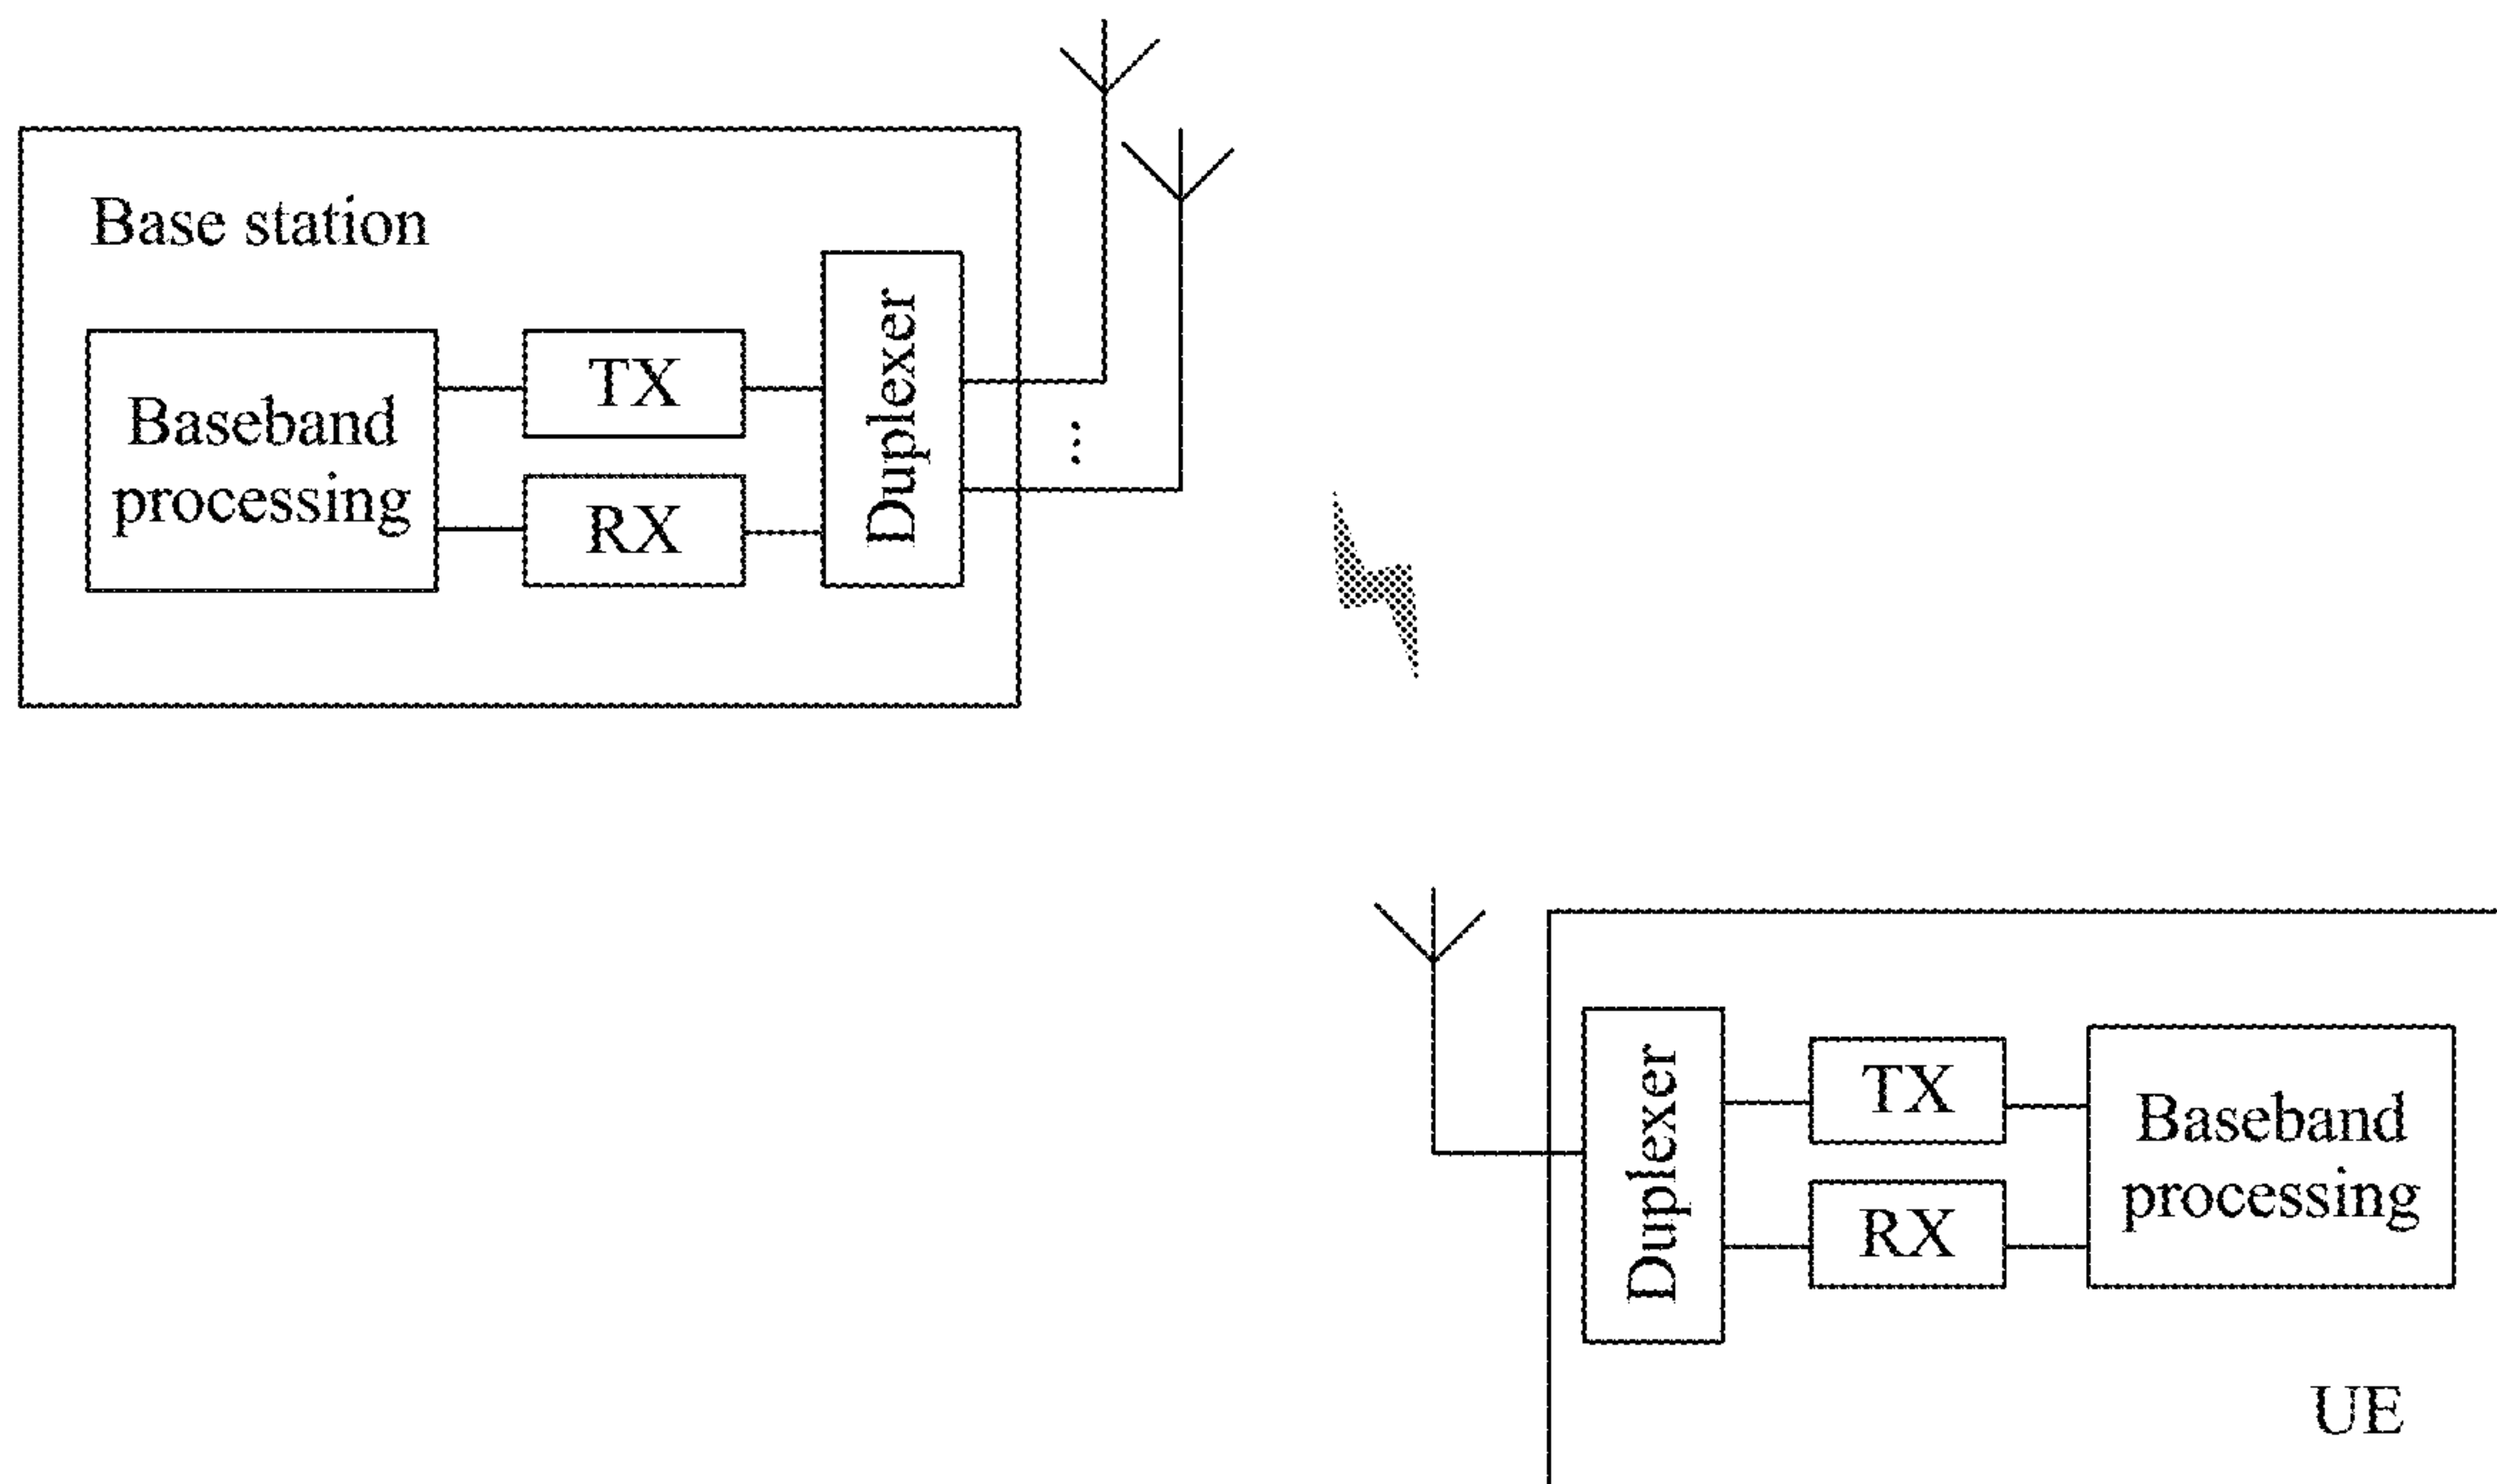 Base station
Baseband
processing
TX
RX
Duplexer
Duplexer
TX
RX
Baseband
processing
UE